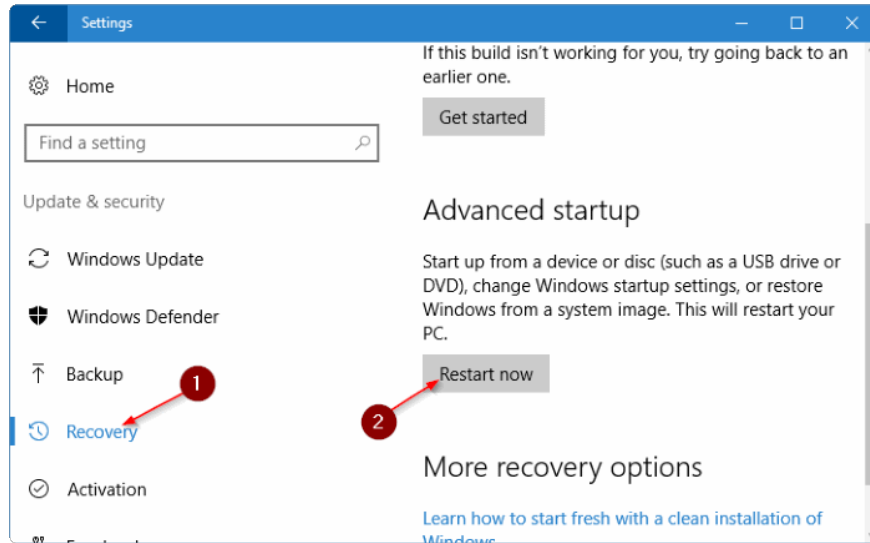 Settings
Home
Find a setting
Update & security
Windows Update
Windows Defender
Backup
1
Recovery
Activation
If this build isn't working for you, try going back to an
earlier one.
Get started
Advanced startup
Start up from a device or disc (such as a USB drive or
DVD), change Windows startup settings, or restore
Windows from a system image. This will restart your
PC.
Restart now
2
More recovery options
Learn how to start fresh with a clean installation of
Windows